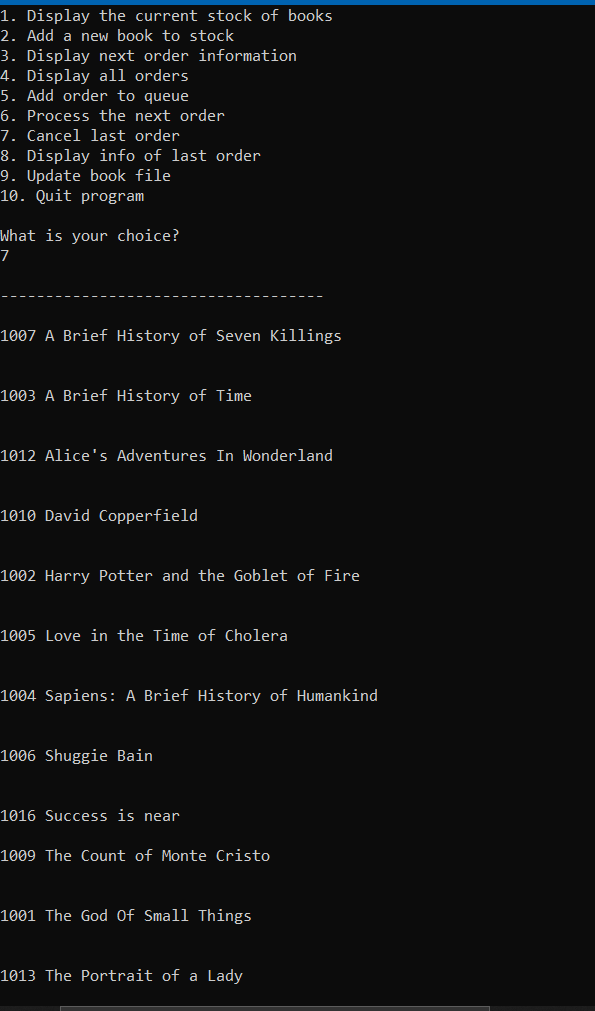 1. Display the current stock of books
2. Add a new book to stock
3. Display next order information
4. Display all orders
5. Add order to queue
6. Process the next order
7. Cancel last order
8. Display info of last order
9. Update book file
10. Quit program
What is your choice?
7
------------------------------------
1007 A Brief History of Seven Killings
1003 A Brief History of Time
1012 Alice's Adventures In Wonderland
1010 David Copperfield
1002 Harry Potter and the Goblet of Fire
1005 Love in the Time of Cholera
1004 Sapiens: A Brief History of Humankind
1006 Shuggie Bain
1016 Success is near
1009 The Count of Monte Cristo
1001 The God Of Small Things
1013 The Portrait of a Lady